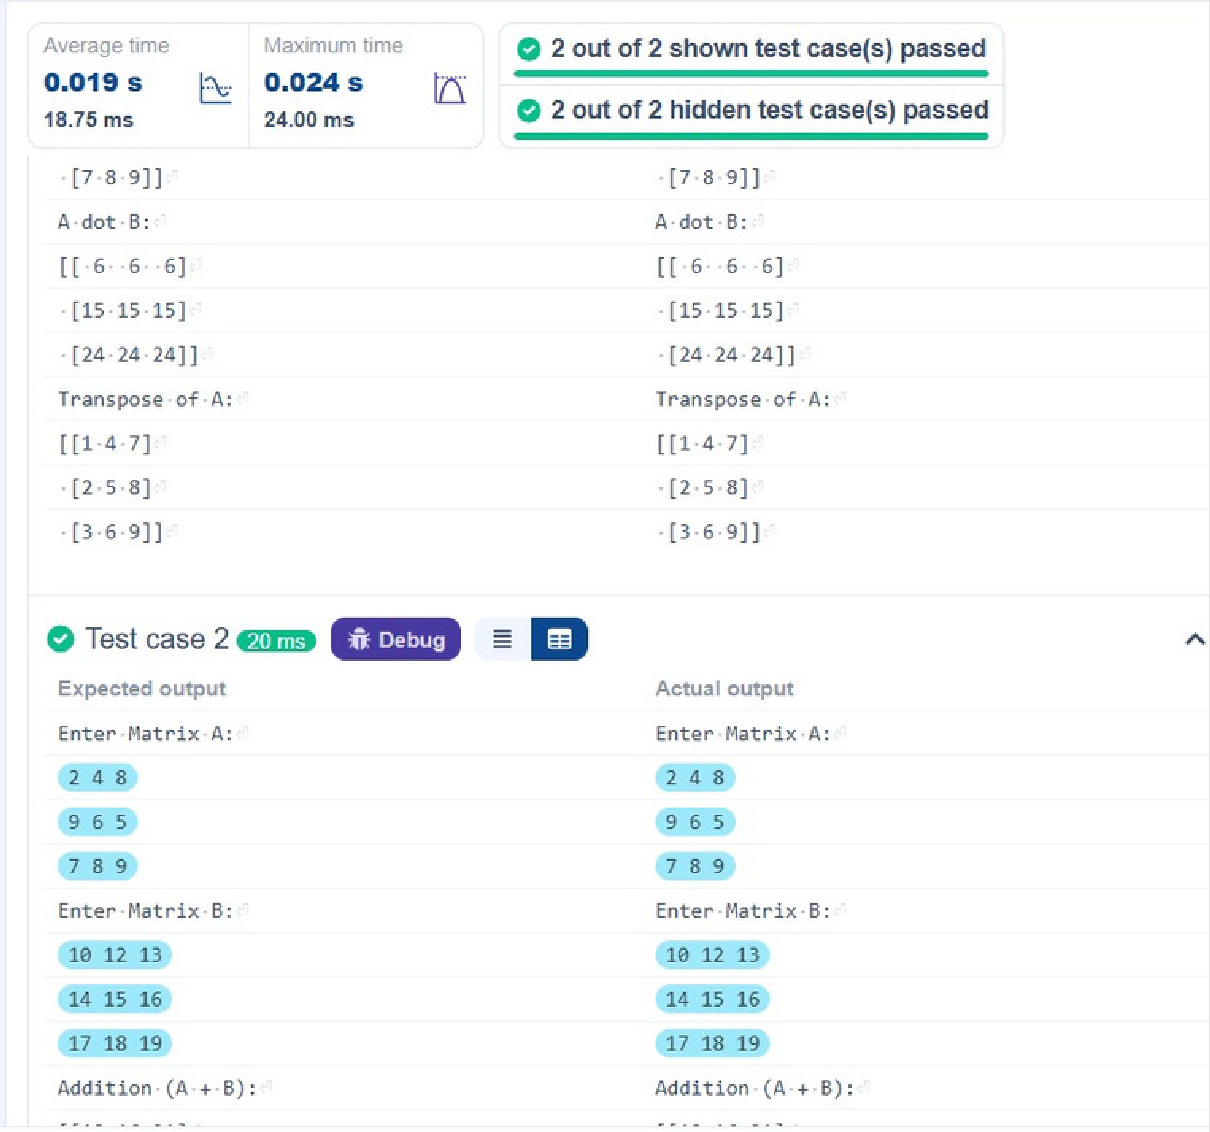 Average time Maximum time
0.019 s 0.024 s
18.75 ms 24.00 ms
2 out of 2 shown test case(s) passed
2 out of 2 hidden test case(s) passed
·[7·8·9]] ·[7·8·9]]
A·dot·B: A·dot·B:
[[·6··6··6] [[·6··6··6]
·[15·15·15] ·[15·15·15]
·[24·24·24]] ·[24·24·24]]
Transpose·of·A: Transpose·of·A:
[[1·4·7] [[1·4·7]
·[2·5·8] ·[2·5·8]
·[3·6·9]] ·[3·6·9]]
Test case 2 20 ms Debug
Expected output Actual output
Enter·Matrix·A: Enter·Matrix·A:
2 4 8 2 4 8
9 6 5 9 6 5
7 8 9 7 8 9
Enter·Matrix·B: Enter·Matrix·B:
10 12 13 10 12 13
14 15 16 14 15 16
17 18 19 17 18 19
Addition·(A·+·B): Addition·(A·+·B):